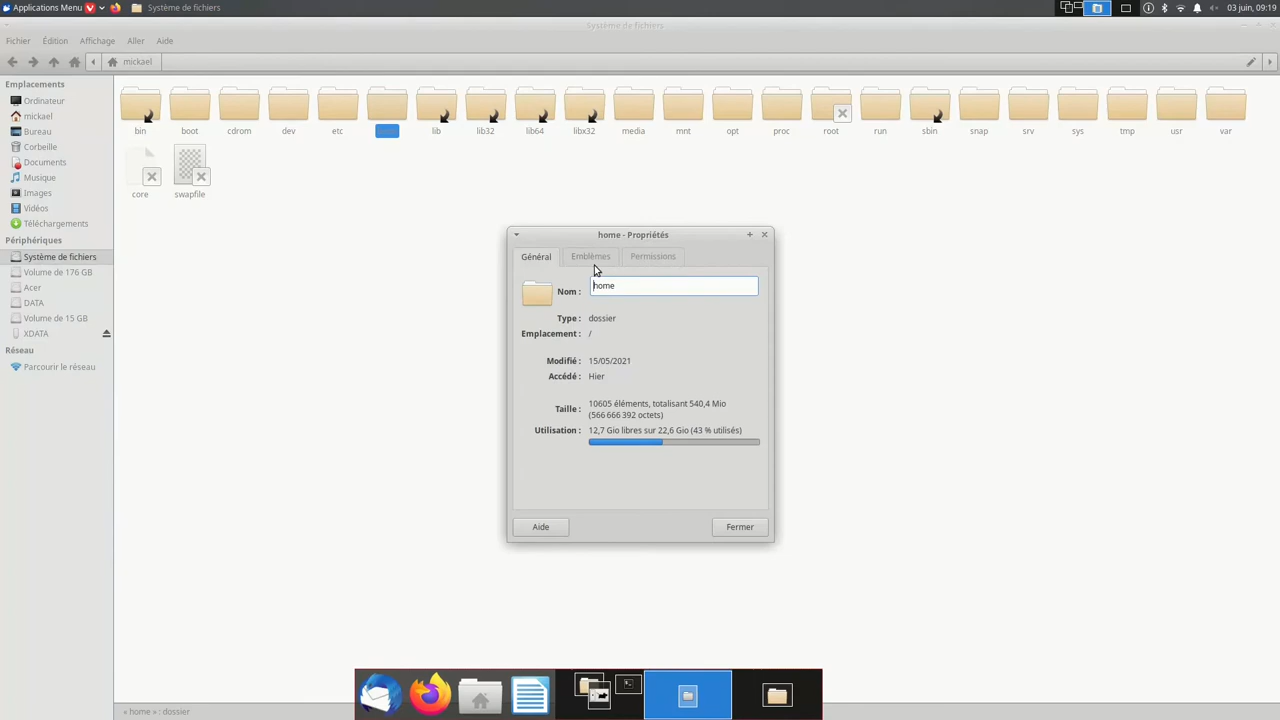 Applications Menu
Système de fichiers
03 juin, 09:19
Système de fichiers
Fichier
Édition
Affichage
Aller
Aide
mickael
Emplacements
Ordinateur
mickael
Bureau
Corbeille
Documents
Musique
Images
Vidéos
Téléchargements
Périphériques
Système de fichiers
Volume de 176 GB
Acer
DATA
Volume de 15 GB
XDATA
Réseau
Parcourir le réseau
bin
boot
cdrom
dev
etc
home
lib
lib32
lib64
libx32
media
mnt
opt
proc
root
run
sbin
snap
srv
sys
tmp
usr
var
core
swapfile
home - Propriétés
Général
Emblèmes
Permissions
Nom : home
Type : dossier
Emplacement : /
Modifié : 15/05/2021
Accédé : Hier
Taille : 10605 éléments, totalisant 540,4 Mio
(566 666 392 octets)
Utilisation : 12,7 Gio libres sur 22,6 Gio (43 % utilisés)
Aide
Fermer
« home » : dossier